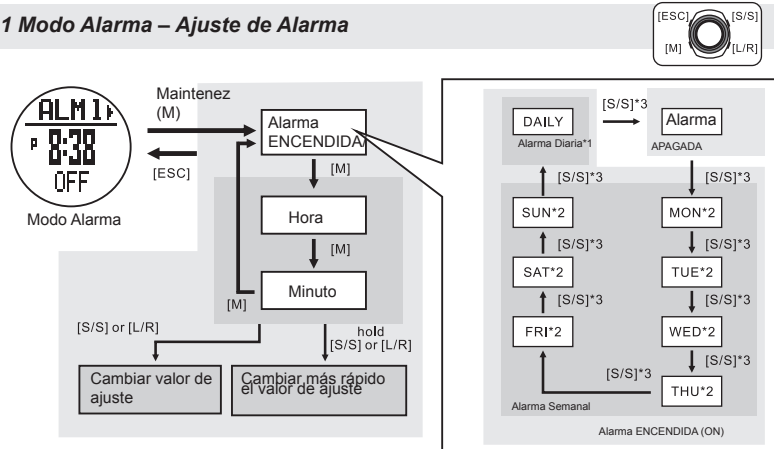 1 Modo Alarma – Ajuste de Alarma
[ESC]
[S/S]
[M]
[L/R]
ALM 1
P 8:38
OFF
Modo Alarma
Maintenez
(M)
[ESC]
Alarma
ENCENDIDA/
[M]
Hora
[M]
Minuto
[M]
[S/S] or [L/R]
hold
[S/S] or [L/R]
Cambiar valor de
ajuste
Cambiar más rápido
el valor de ajuste
DAILY
Alarma Diaria*1
[S/S]*3
Alarma
APAGADA
[S/S]*3
[S/S]*3
SUN*2
MON*2
[S/S]*3
[S/S]*3
SAT*2
TUE*2
[S/S]*3
[S/S]*3
FRI*2
WED*2
[S/S]*3
[S/S]*3
THU*2
Alarma Semanal
Alarma ENCENDIDA (ON)